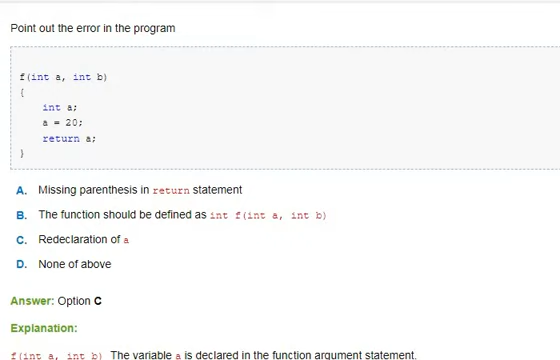 Point out the error in the program
f(int a, int b)
{
int a;
a = 20;
return a;
}
A. Missing parenthesis in return statement
B. The function should be defined as int f(int a, int b)
C. Redeclaration of a
D. None of above
Answer: Option C
Explanation:
f(int a, int b) The variable a is declared in the function argument statement.